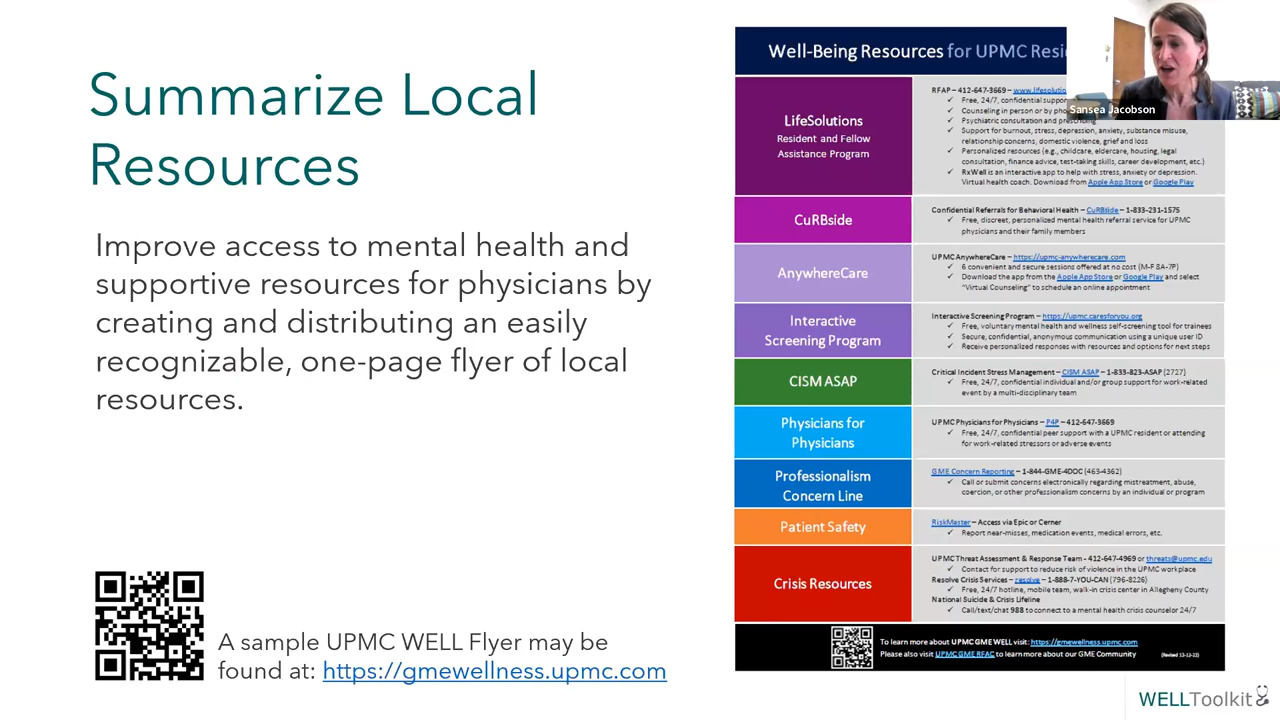 Summarize Local
Resources
Improve access to mental health and
supportive resources for physicians by
creating and distributing an easily
recognizable, one-page flyer of local
resources.
A sample UPMC WELL Flyer may be
found at: https://gmewellness.upmc.com
Well-Being Resources for UPMC Resi
Sansea Jacobson
LifeSolutions
Resident and Fellow
Assistance Program
RFAP – 412-647-3669 – www.lifesolutio
✓ Free, 24/7, confidential supp
✓ Counseling in person or by pho
✓ Psychiatric consultation and prescribing
✓ Support for burnout, stress, depression, anxiety, substance misuse,
relationship concerns, domestic violence, grief and loss
✓ Personalized resources (e.g., childcare, eldercare, housing, legal
consultation, finance advice, test-taking skills, career development, etc.)
✓ RxWell is an interactive app to help with stress, anxiety or depression.
Virtual health coach. Download from Apple App Store or Google Play
CuRBside
Confidential Referrals for Behavioral Health – CuRBside – 1-833-231-1575
✓ Free, discreet, personalized mental health referral service for UPMC
physicians and their family members
AnywhereCare
UPMC AnywhereCare – https://upmc-anywherecare.com
✓ 6 convenient and secure sessions offered at no cost (M-F 8A-7P)
✓ Download the app from the Apple App Store or Google Play and select
"Virtual Counseling" to schedule an online appointment
Interactive
Screening Program
Interactive Screening Program – https://upmc.caresforyou.org
✓ Free, voluntary mental health and wellness self-screening tool for trainees
✓ Secure, confidential, anonymous communication using a unique user ID
✓ Receive personalized responses with resources and options for next steps
CISM ASAP
Critical Incident Stress Management – CISM ASAP – 1-833-823-ASAP (2727)
✓ Free, 24/7, confidential individual and/or group support for work-related
event by a multi-disciplinary team
Physicians for
Physicians
UPMC Physicians for Physicians – P4P – 412-647-3669
✓ Free, 24/7, confidential peer support with a UPMC resident or attending
for work-related stressors or adverse events
Professionalism
Concern Line
GME Concern Reporting – 1-844-GME-4DOC (463-4362)
✓ Call or submit concerns electronically regarding mistreatment, abuse,
coercion, or other professionalism concerns by an individual or program
Patient Safety
RiskMaster – Access via Epic or Cerner
✓ Report near-misses, medication events, medical errors, etc.
Crisis Resources
UPMC Threat Assessment & Response Team - 412-647-4969 or threats@upmc.edu
✓ Contact for support to reduce risk of violence in the UPMC workplace
Resolve Crisis Services – resolve – 1-888-7-YOU-CAN (796-8226)
✓ Free, 24/7 hotline, mobile team, walk-in crisis center in Allegheny County
National Suicide & Crisis Lifeline
✓ Call/text/chat 988 to connect to a mental health crisis counselor 24/7
To learn more about UPMC GME WELL visit: https://gmewellness.upmc.com
Please also visit UPMC GME RFAC to learn more about our GME Community
(Revised 12-12-22)
WELLToolkit